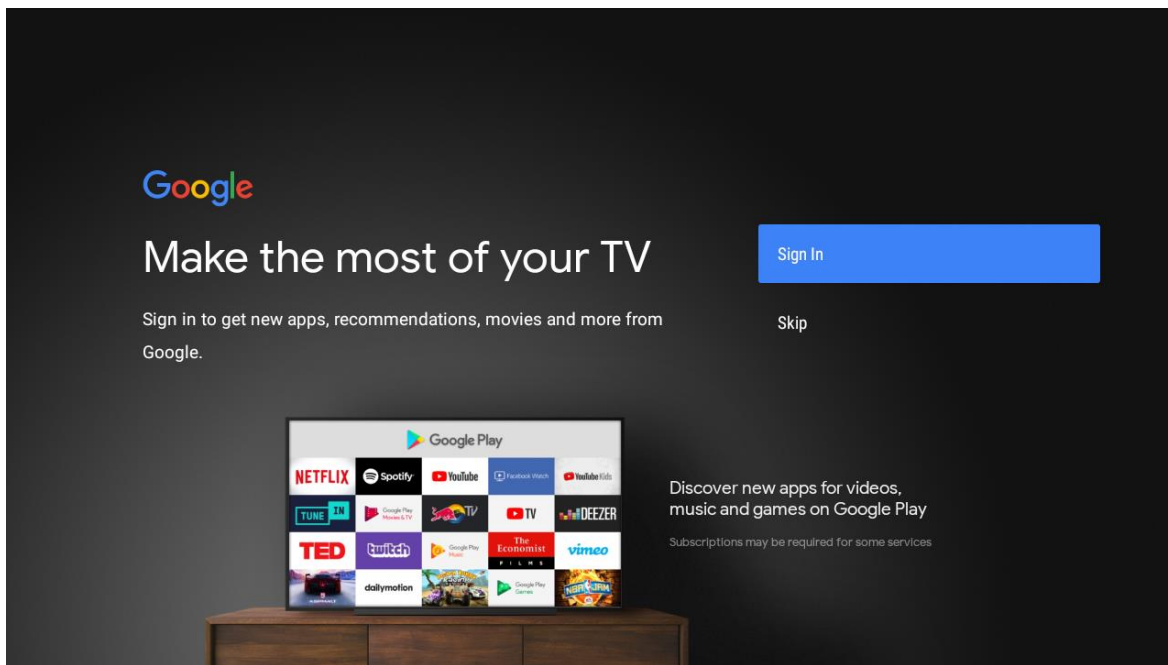 Google
Make the most of your TV
Sign in to get new apps, recommendations, movies and more from
Google.
Sign In
Skip
Google Play
NETFLIX Spotify YouTube Facebook Watch YouTube Kids
TUNE IN Google Play Movies & TV TV TV DEEZER
TED twitch Google Play Music The Economist FILMS vimeo
ASPHALT dailymotion Google Play Games NBA JAM
Discover new apps for videos,
music and games on Google Play
Subscriptions may be required for some services